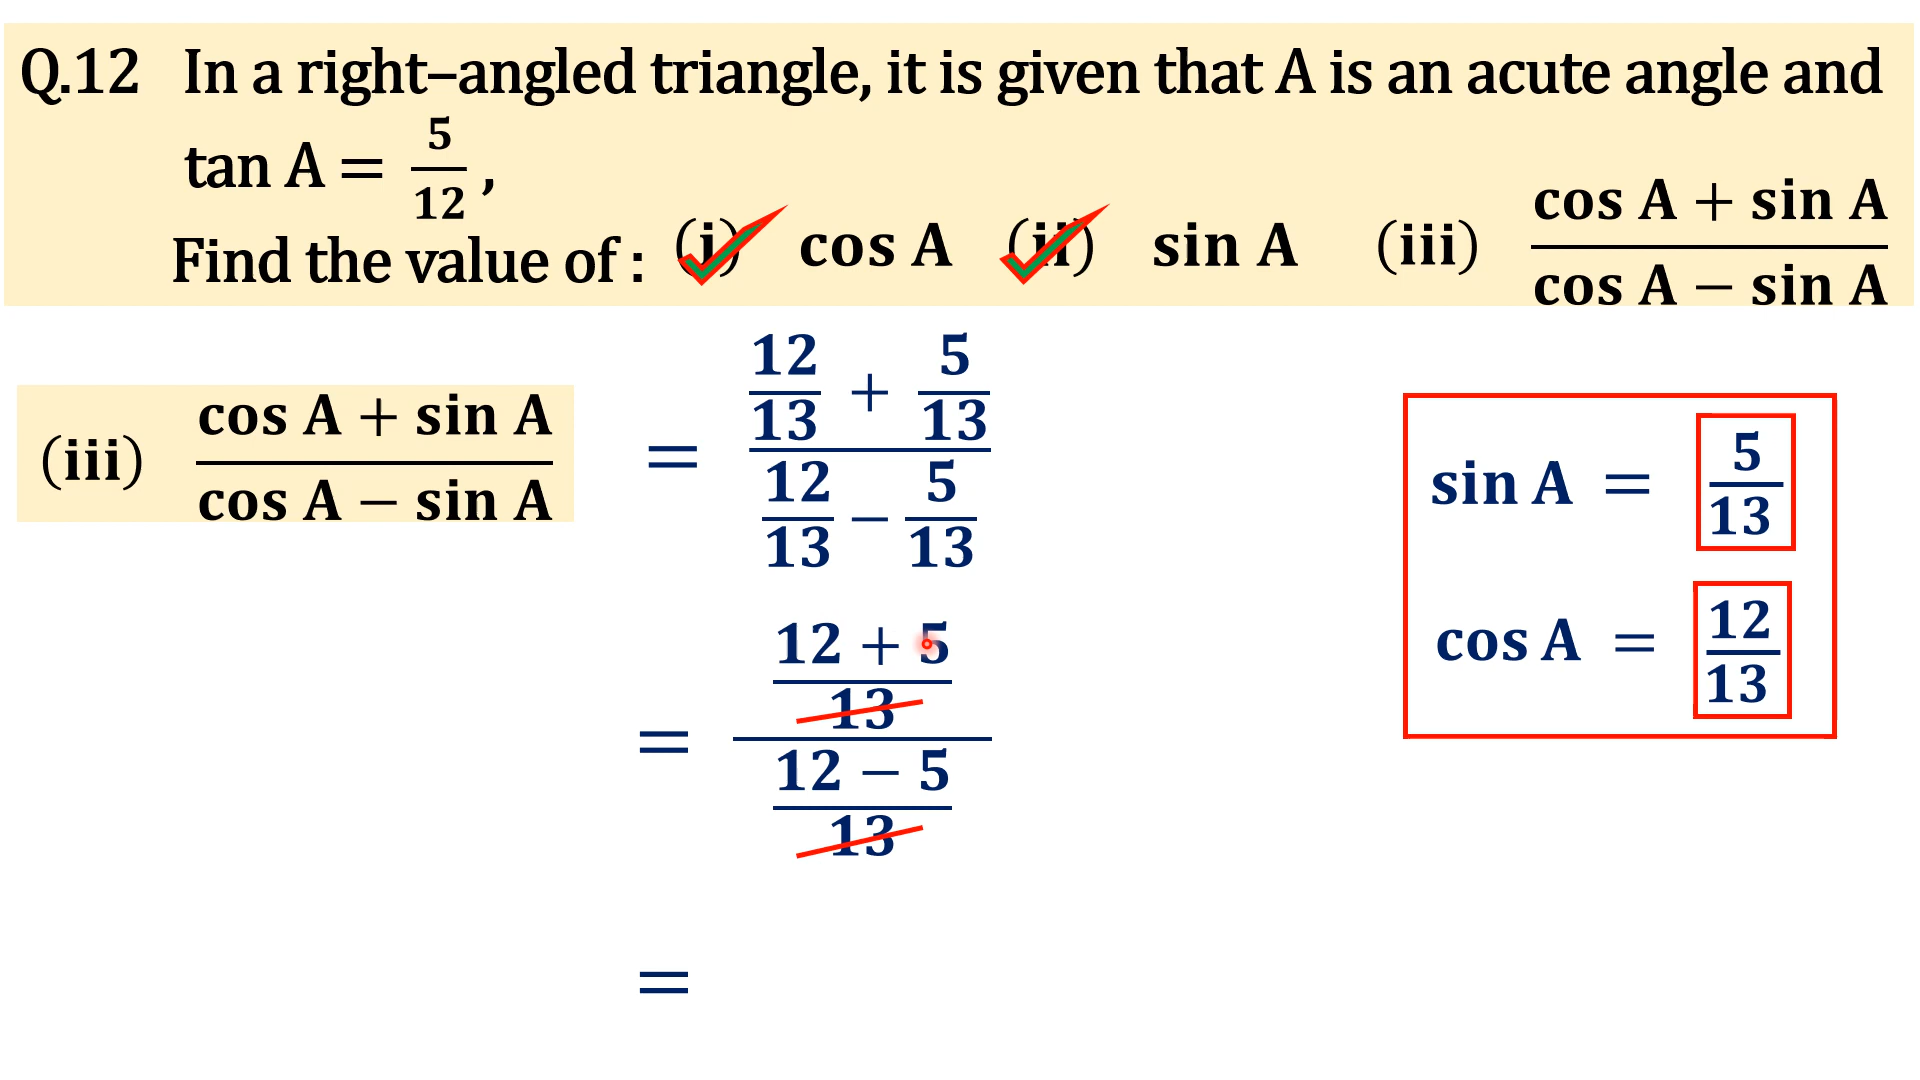 Q.12 In a right–angled triangle, it is given that A is an acute angle and
tan A = 5/12 ,
Find the value of : (i) cos A (ii) sin A (iii) (cos A + sin A)/(cos A − sin A)
(iii) (cos A + sin A)/(cos A − sin A) = (12/13 + 5/13)/(12/13 − 5/13)
= ((12 + 5)/13)/((12 − 5)/13)
=
sin A = 5/13
cos A = 12/13